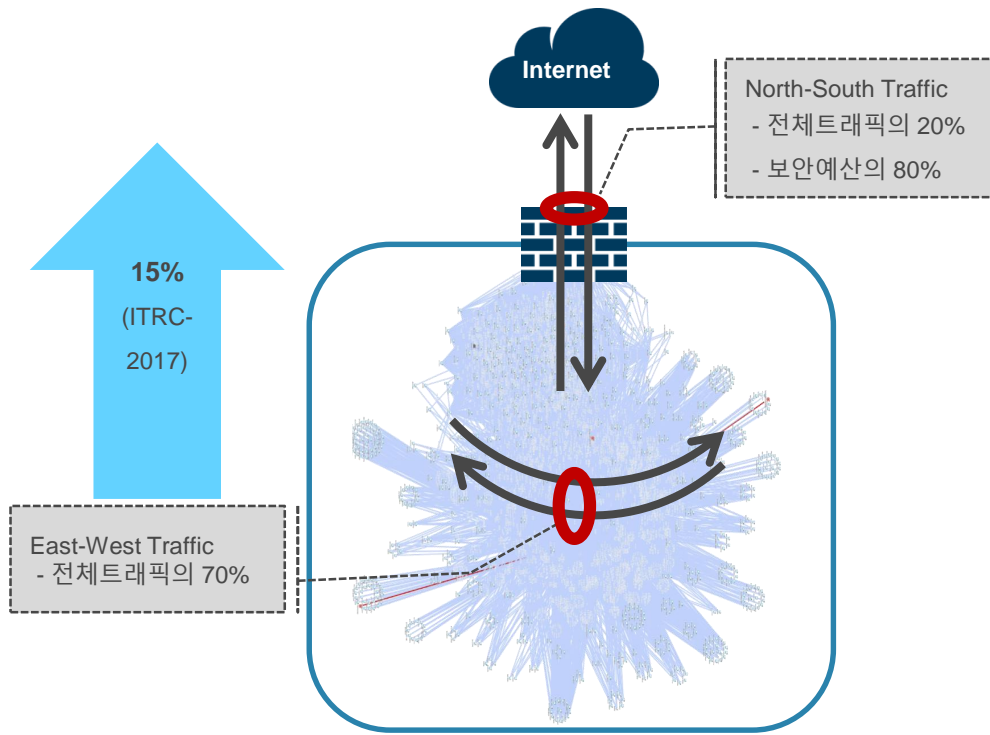 Internet
North-South Traffic
- 전체트래픽의 20%
- 보안예산의 80%
15%
(ITRC-
2017)
East-West Traffic
- 전체트래픽의 70%